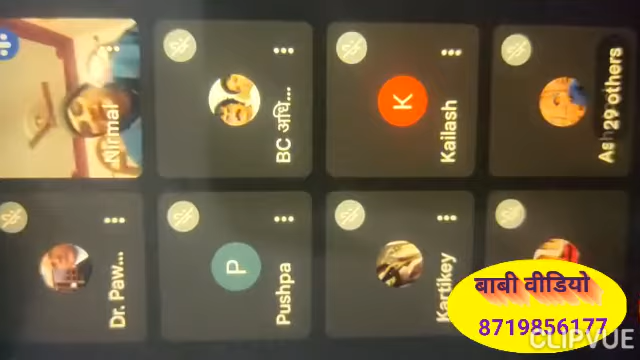 Nirmal
BC अधि...
Kailash
29 others
Dr. Paw...
Pushpa
Kartikey
K
P
बाबी वीडियो
8719856177
CLIPVUE